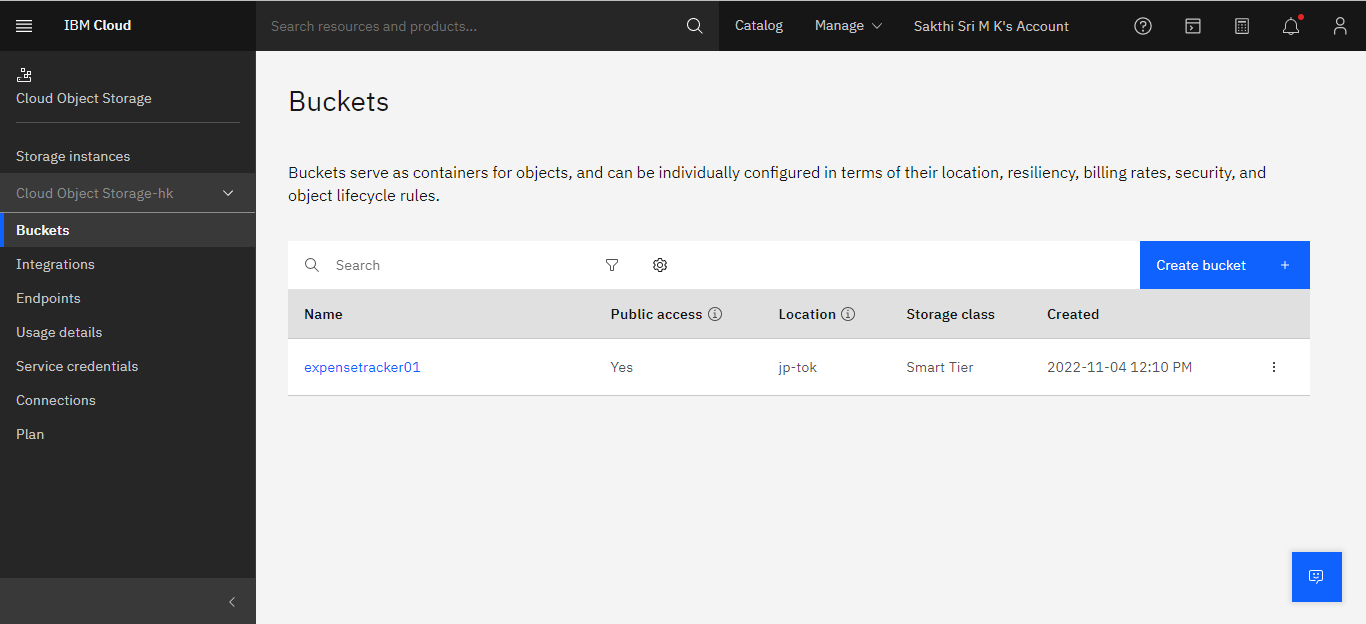 IBM Cloud
Search resources and products...
Catalog
Manage
Sakthi Sri M K's Account
Cloud Object Storage
Storage instances
Cloud Object Storage-hk
Buckets
Integrations
Endpoints
Usage details
Service credentials
Connections
Plan
Buckets
Buckets serve as containers for objects, and can be individually configured in terms of their location, resiliency, billing rates, security, and
object lifecycle rules.
Search
Create bucket +
Name Public access Location Storage class Created
expensetracker01 Yes jp-tok Smart Tier 2022-11-04 12:10 PM